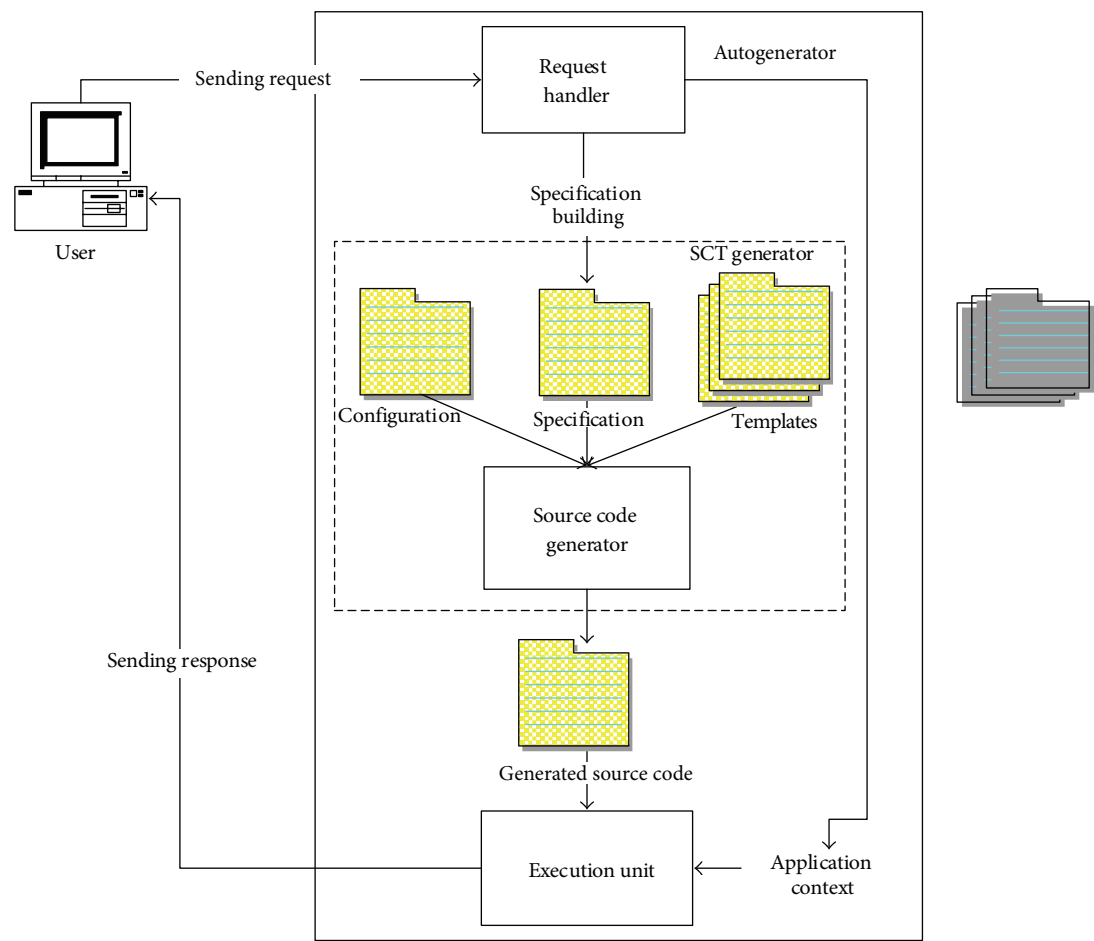 Autogenerator
Sending request
Request
handler
Specification
building
User
SCT generator
Configuration
Specification
Templates
Source code
generator
Sending response
Generated source code
Execution unit
Application
context